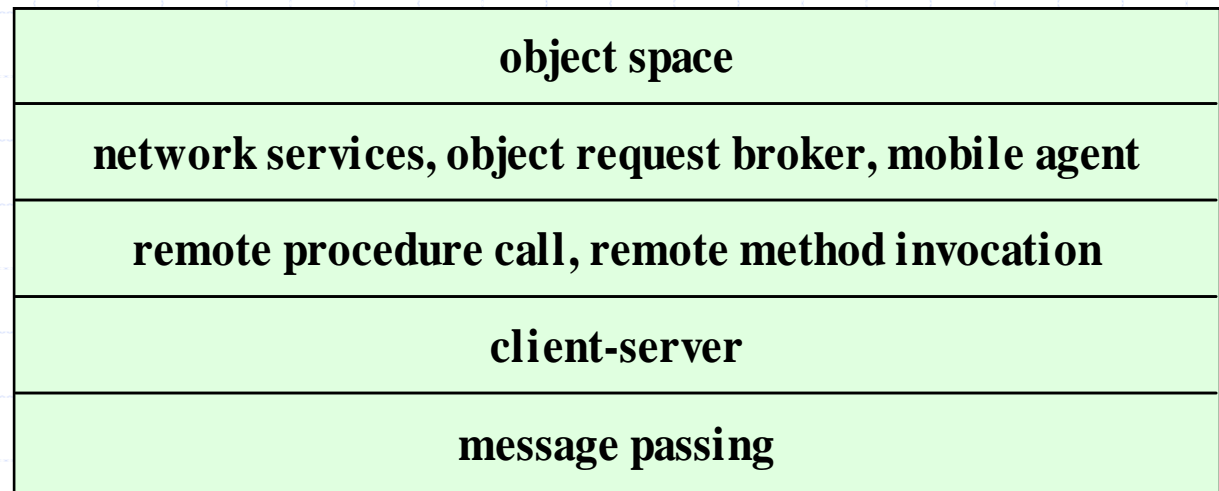 object space
network services, object request broker, mobile agent
remote procedure call, remote method invocation
client-server
message passing